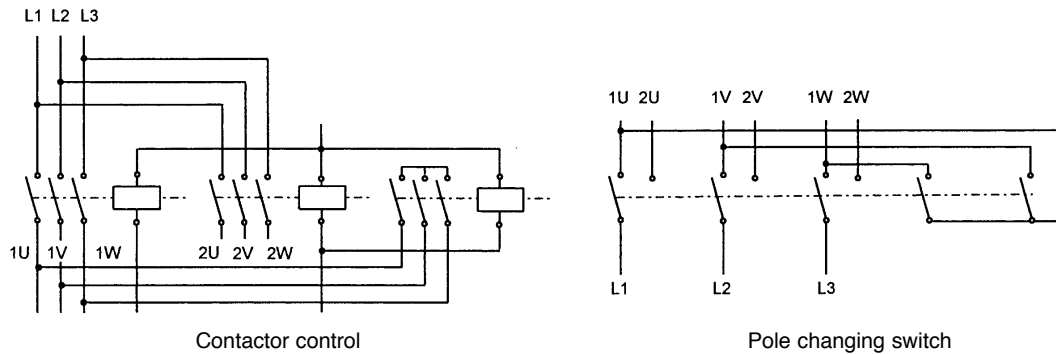 L1 L2 L3
1U 2U 1V 2V 1W 2W
1U 1V 1W 2U 2V 2W
L1 L2 L3
Contactor control
Pole changing switch